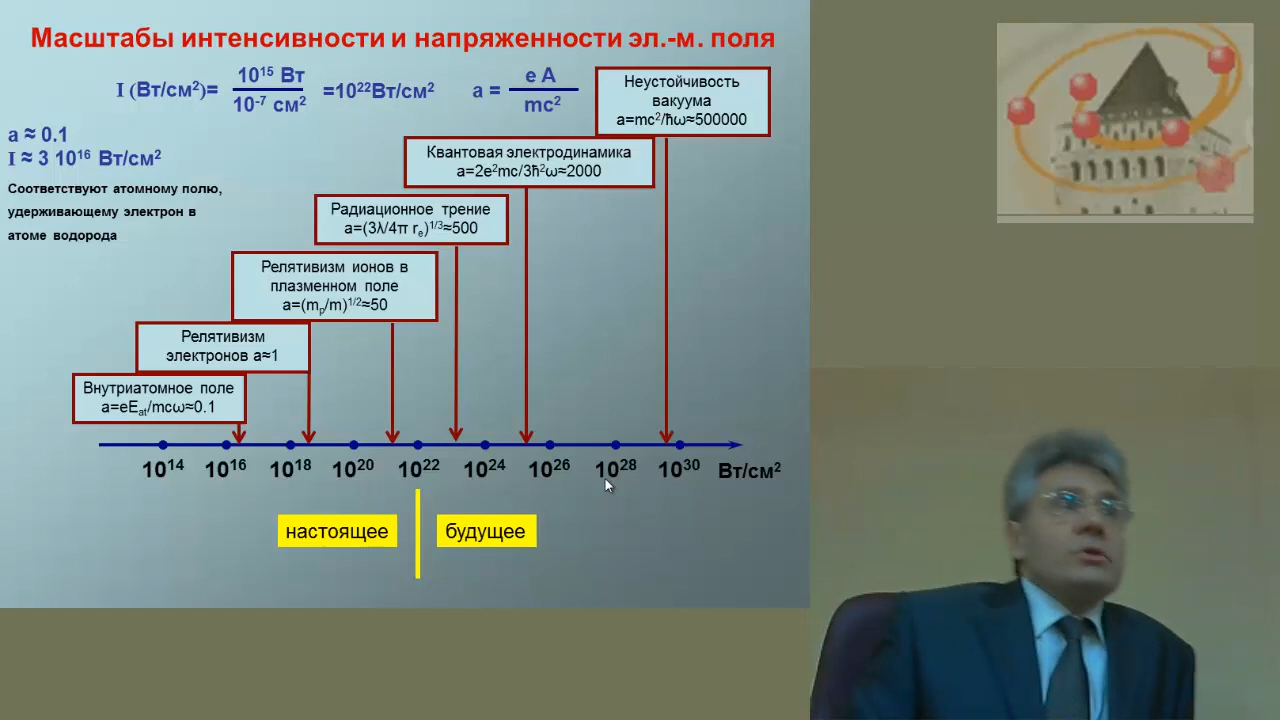 Масштабы интенсивности и напряженности эл.-м. поля
I (Вт/см²)= 10¹⁵ Вт / 10⁻⁷ см² =10²²Вт/см² a = e A / mc²
a ≈ 0.1
I ≈ 3 10¹⁶ Вт/см²
Соответствуют атомному полю,
удерживающему электрон в
атоме водорода
Неустойчивость
вакуума
a=mc²/ħω≈500000
Квантовая электродинамика
a=2e²mc/3ħ²ω≈2000
Радиационное трение
a=(3λ/4π rₑ)¹/³≈500
Релятивизм ионов в
плазменном поле
a=(mₚ/m)¹/²≈50
Релятивизм
электронов a≈1
Внутриатомное поле
a=eEat/mcω≈0.1
10¹⁴ 10¹⁶ 10¹⁸ 10²⁰ 10²² 10²⁴ 10²⁶ 10²⁸ 10³⁰ Вт/см²
настоящее будущее